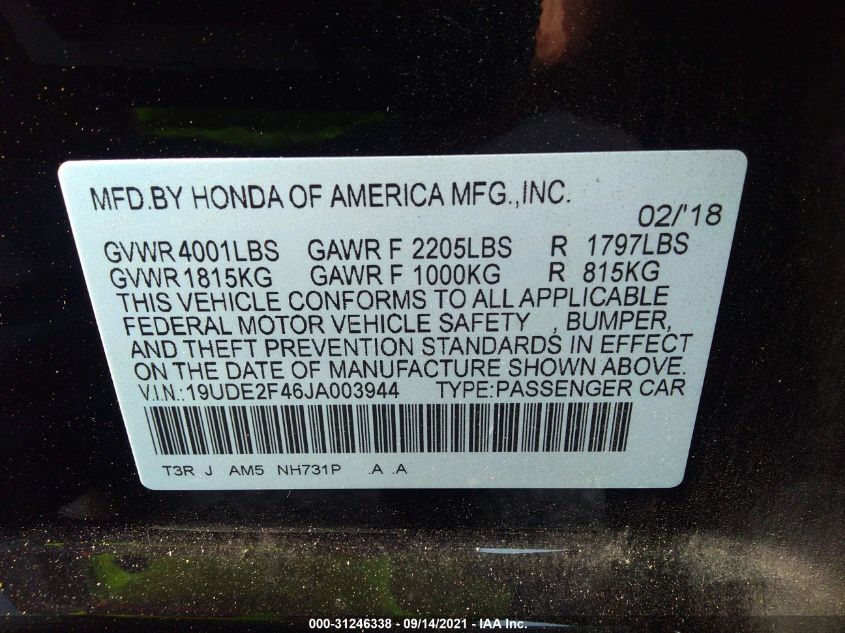 MFD.BY HONDA OF AMERICA MFG.,INC.
02/'18
GVWR 4001LBS GAWR F 2205LBS R 1797LBS
GVWR 1815KG GAWR F 1000KG R 815KG
THIS VEHICLE CONFORMS TO ALL APPLICABLE
FEDERAL MOTOR VEHICLE SAFETY , BUMPER,
AND THEFT PREVENTION STANDARDS IN EFFECT
ON THE DATE OF MANUFACTURE SHOWN ABOVE.
V.I.N.:19UDE2F46JA003944 TYPE:PASSENGER CAR
T3R J AM5 NH731P .A .A
000-31246338 - 09/14/2021 - IAA Inc.